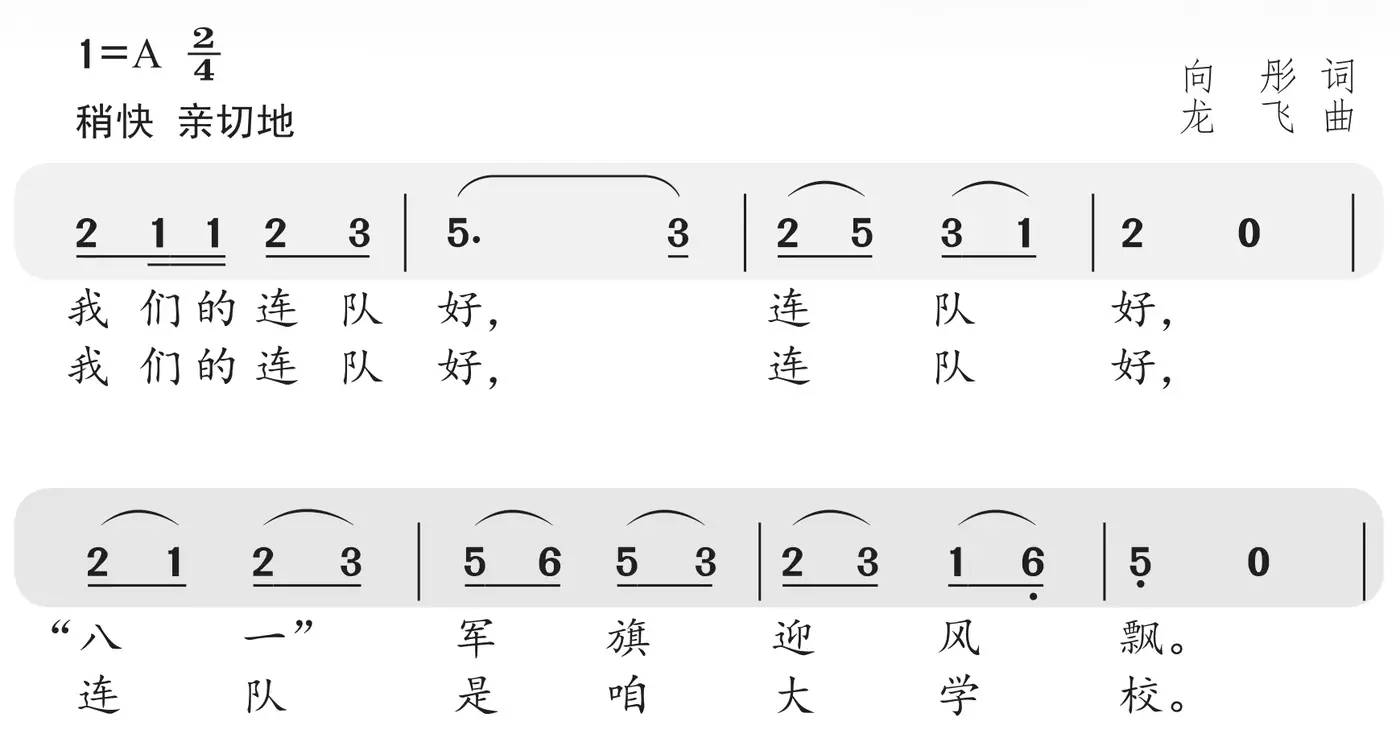 1=A 2/4
稍快 亲切地
向 彤 词
龙 飞 曲
2 1 1 2 3 | 5. 3 | 2 5 3 1 | 2 0 |
我们的连队好， 连 队 好，
我们的连队好， 连 队 好，
2 1 2 3 | 5 6 5 3 | 2 3 1 6̣ | 5̣ 0 |
“八 一” 军 旗 迎 风 飘。
连 队 是 咱 大 学 校。